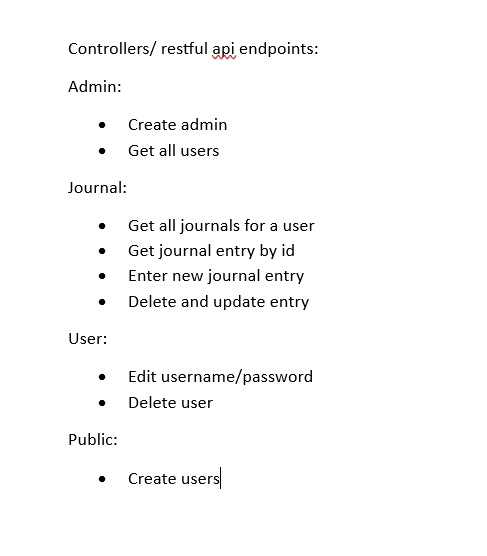 Controllers/ restful api endpoints:
Admin:
• Create admin
• Get all users
Journal:
• Get all journals for a user
• Get journal entry by id
• Enter new journal entry
• Delete and update entry
User:
• Edit username/password
• Delete user
Public:
• Create users